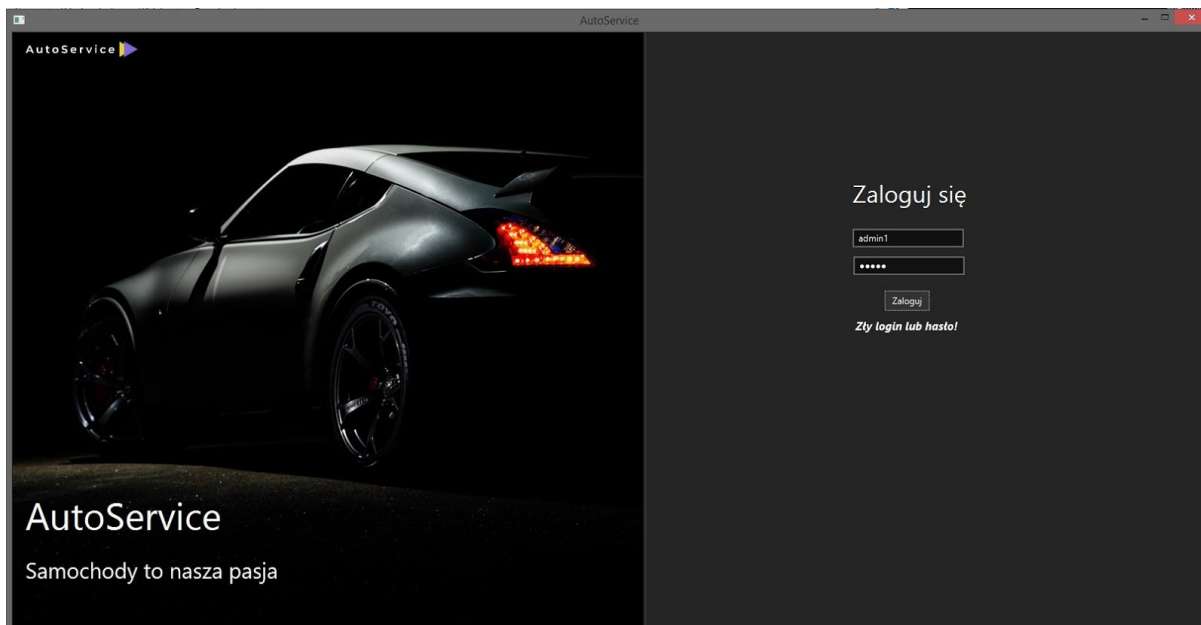 AutoService
AutoService
Zaloguj się
admin1
•••••
Zaloguj
Zły login lub hasło!
AutoService
Samochody to nasza pasja